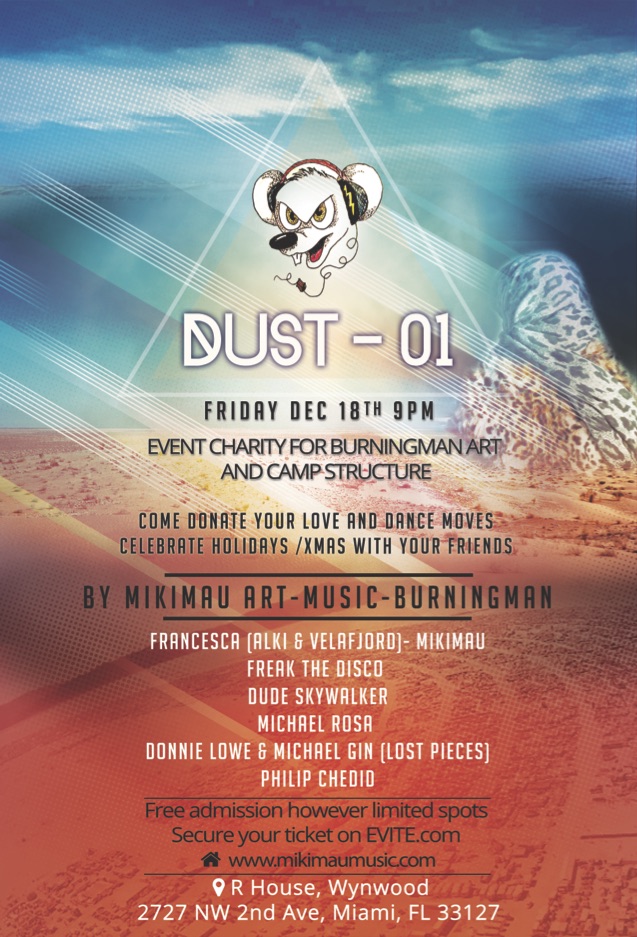 DUST - 01
FRIDAY DEC 18TH 9PM
EVENT CHARITY FOR BURNINGMAN ART
AND CAMP STRUCTURE
COME DONATE YOUR LOVE AND DANCE MOVES
CELEBRATE HOLIDAYS /XMAS WITH YOUR FRIENDS
BY MIKIMAU ART-MUSIC-BURNINGMAN
FRANCESCA (ALKI & VELAFJORD)- MIKIMAU
FREAK THE DISCO
DUDE SKYWALKER
MICHAEL ROSA
DONNIE LOWE & MICHAEL GIN (LOST PIECES)
PHILIP CHEDID
Free admission however limited spots
Secure your ticket on EVITE.com
www.mikimaumusic.com
R House, Wynwood
2727 NW 2nd Ave, Miami, FL 33127